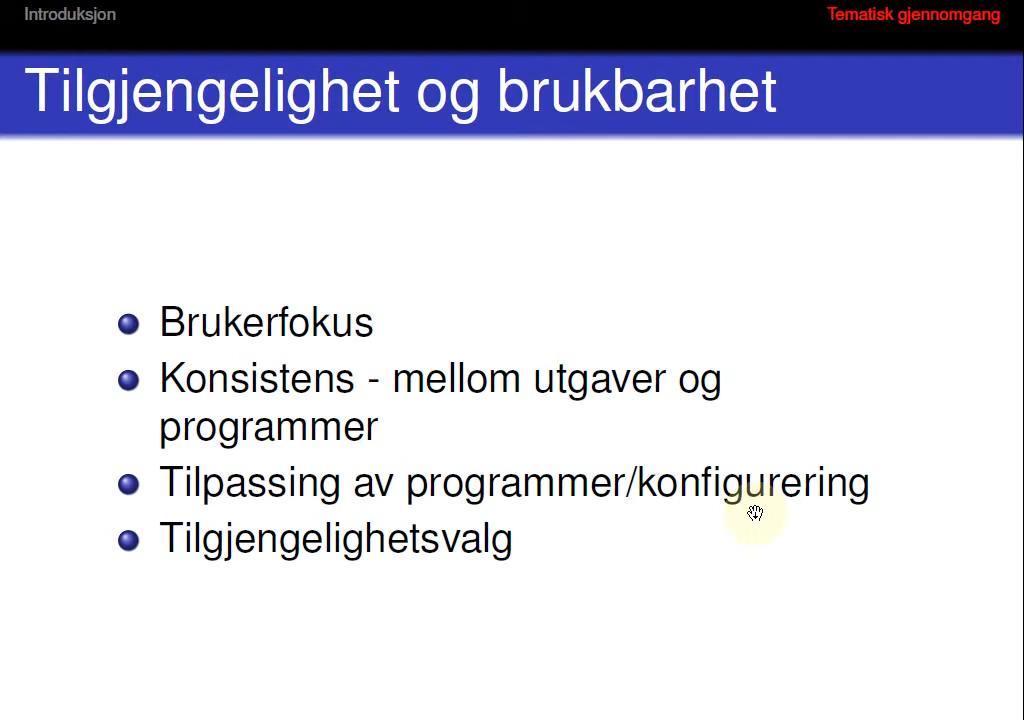 Introduksjon
Tematisk gjennomgang
Tilgjengelighet og brukbarhet
Brukerfokus
Konsistens - mellom utgaver og
programmer
Tilpassing av programmer/konfigurering
Tilgjengelighetsvalg